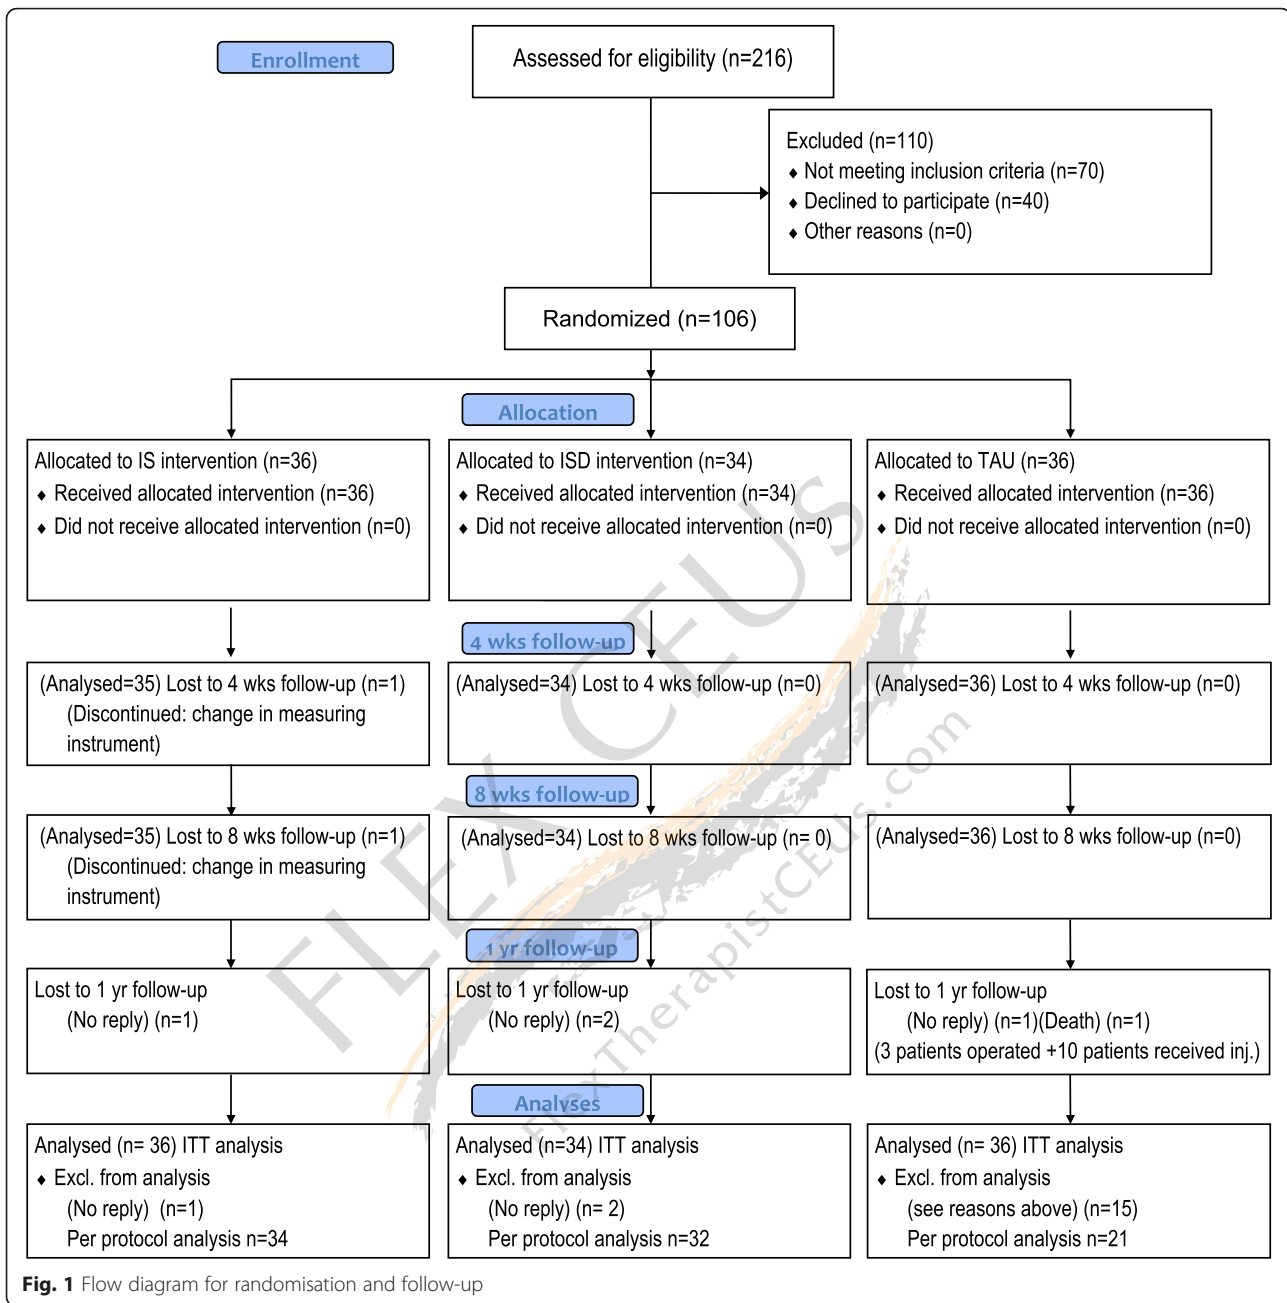 Enrollment
Assessed for eligibility (n=216)
Excluded (n=110)
♦ Not meeting inclusion criteria (n=70)
♦ Declined to participate (n=40)
♦ Other reasons (n=0)
Randomized (n=106)
Allocation
Allocated to IS intervention (n=36)
♦ Received allocated intervention (n=36)
♦ Did not receive allocated intervention (n=0)
Allocated to ISD intervention (n=34)
♦ Received allocated intervention (n=34)
♦ Did not receive allocated intervention (n=0)
Allocated to TAU (n=36)
♦ Received allocated intervention (n=36)
♦ Did not receive allocated intervention (n=0)
4 wks follow-up
(Analysed=35) Lost to 4 wks follow-up (n=1)
(Discontinued: change in measuring
instrument)
(Analysed=34) Lost to 4 wks follow-up (n=0)
(Analysed=36) Lost to 4 wks follow-up (n=0)
8 wks follow-up
(Analysed=35) Lost to 8 wks follow-up (n=1)
(Discontinued: change in measuring
instrument)
(Analysed=34) Lost to 8 wks follow-up (n= 0)
(Analysed=36) Lost to 8 wks follow-up (n=0)
1 yr follow-up
Lost to 1 yr follow-up
(No reply) (n=1)
Lost to 1 yr follow-up
(No reply) (n=2)
Lost to 1 yr follow-up
(No reply) (n=1)(Death) (n=1)
(3 patients operated +10 patients received inj.)
Analyses
Analysed (n= 36) ITT analysis
♦ Excl. from analysis
(No reply) (n=1)
Per protocol analysis n=34
Analysed (n=34) ITT analysis
♦ Excl. from analysis
(No reply) (n= 2)
Per protocol analysis n=32
Analysed (n= 36) ITT analysis
♦ Excl. from analysis
(see reasons above) (n=15)
Per protocol analysis n=21
Fig. 1 Flow diagram for randomisation and follow-up
FLEX CEUs
FlexTherapistCEUs.com